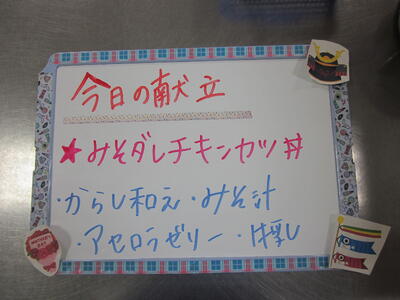 今日の献立
★みそダレチキンカツ丼
・からし和え・みそ汁
・アセロラゼリー・牛乳